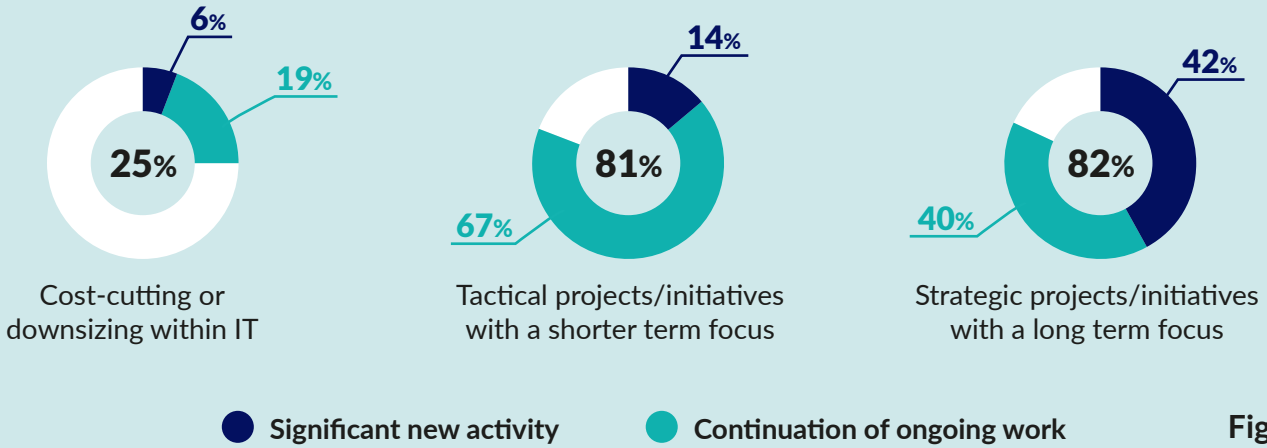 6%
19%
25%
Cost-cutting or
downsizing within IT
14%
67%
81%
Tactical projects/initiatives
with a shorter term focus
42%
40%
82%
Strategic projects/initiatives
with a long term focus
Significant new activity
Continuation of ongoing work
Fig